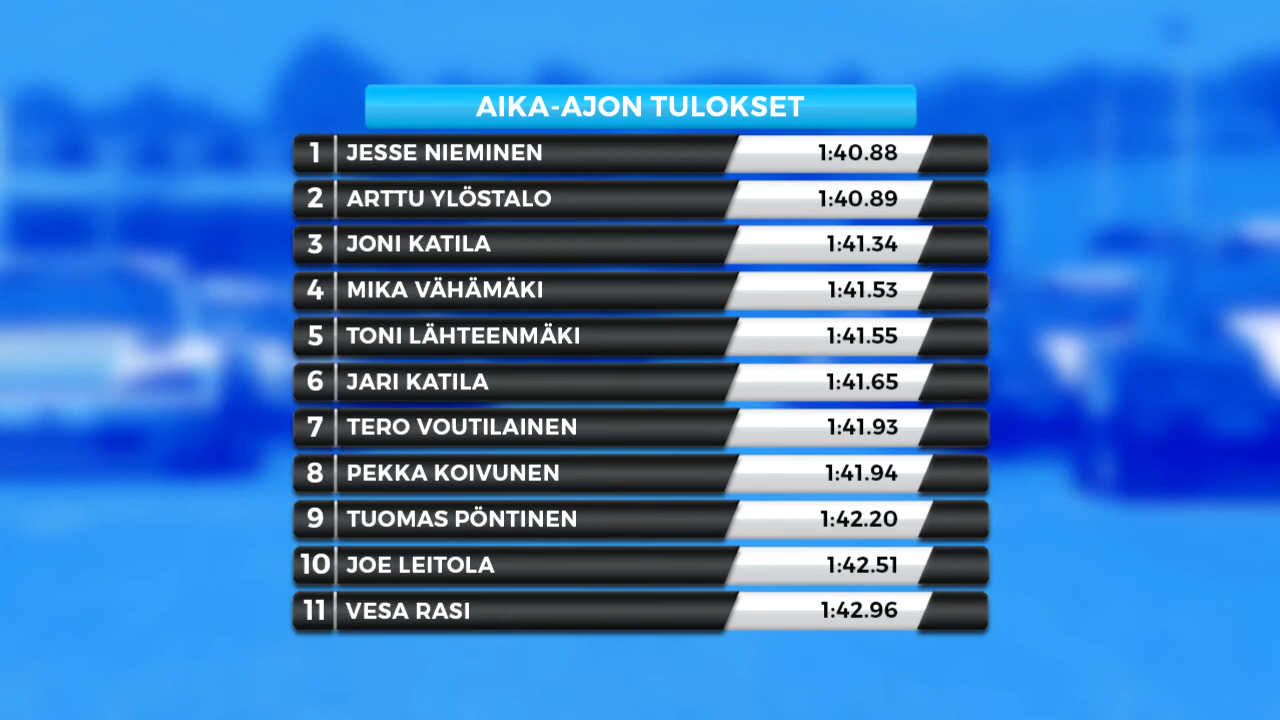 AIKA-AJON TULOKSET
1 JESSE NIEMINEN 1:40.88
2 ARTTU YLÖSTALO 1:40.89
3 JONI KATILA 1:41.34
4 MIKA VÄHÄMÄKI 1:41.53
5 TONI LÄHTEENMÄKI 1:41.55
6 JARI KATILA 1:41.65
7 TERO VOUTILAINEN 1:41.93
8 PEKKA KOIVUNEN 1:41.94
9 TUOMAS PÖNTINEN 1:42.20
10 JOE LEITOLA 1:42.51
11 VESA RASI 1:42.96